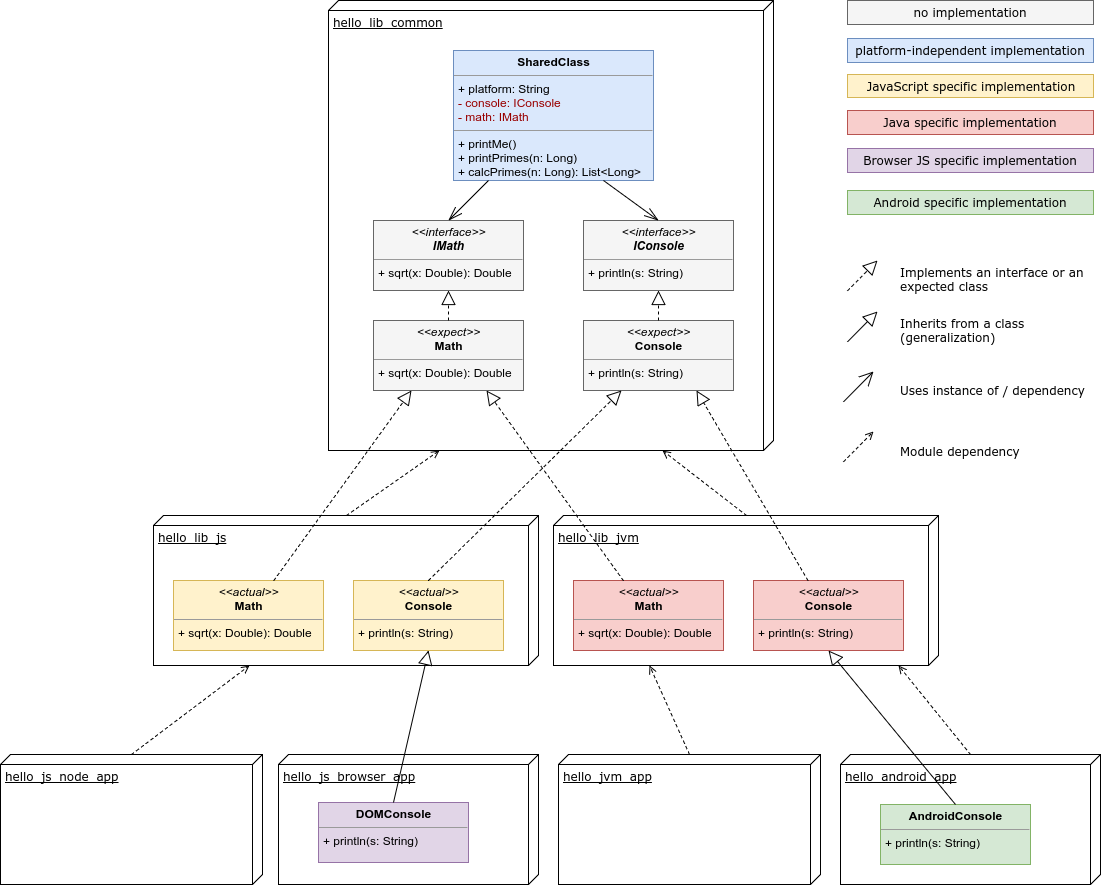 hello_lib_common
SharedClass
+ platform: String
- console: IConsole
- math: IMath
+ printMe()
+ printPrimes(n: Long)
+ calcPrimes(n: Long): List<Long>
<<interface>>
IMath
+ sqrt(x: Double): Double
<<interface>>
IConsole
+ println(s: String)
<<expect>>
Math
+ sqrt(x: Double): Double
<<expect>>
Console
+ println(s: String)
no implementation
platform-independent implementation
JavaScript specific implementation
Java specific implementation
Browser JS specific implementation
Android specific implementation
Implements an interface or an
expected class
Inherits from a class
(generalization)
Uses instance of / dependency
Module dependency
hello_lib_js
<<actual>>
Math
+ sqrt(x: Double): Double
<<actual>>
Console
+ println(s: String)
hello_lib_jvm
<<actual>>
Math
+ sqrt(x: Double): Double
<<actual>>
Console
+ println(s: String)
hello_js_node_app
hello_js_browser_app
DOMConsole
+ println(s: String)
hello_jvm_app
hello_android_app
AndroidConsole
+ println(s: String)